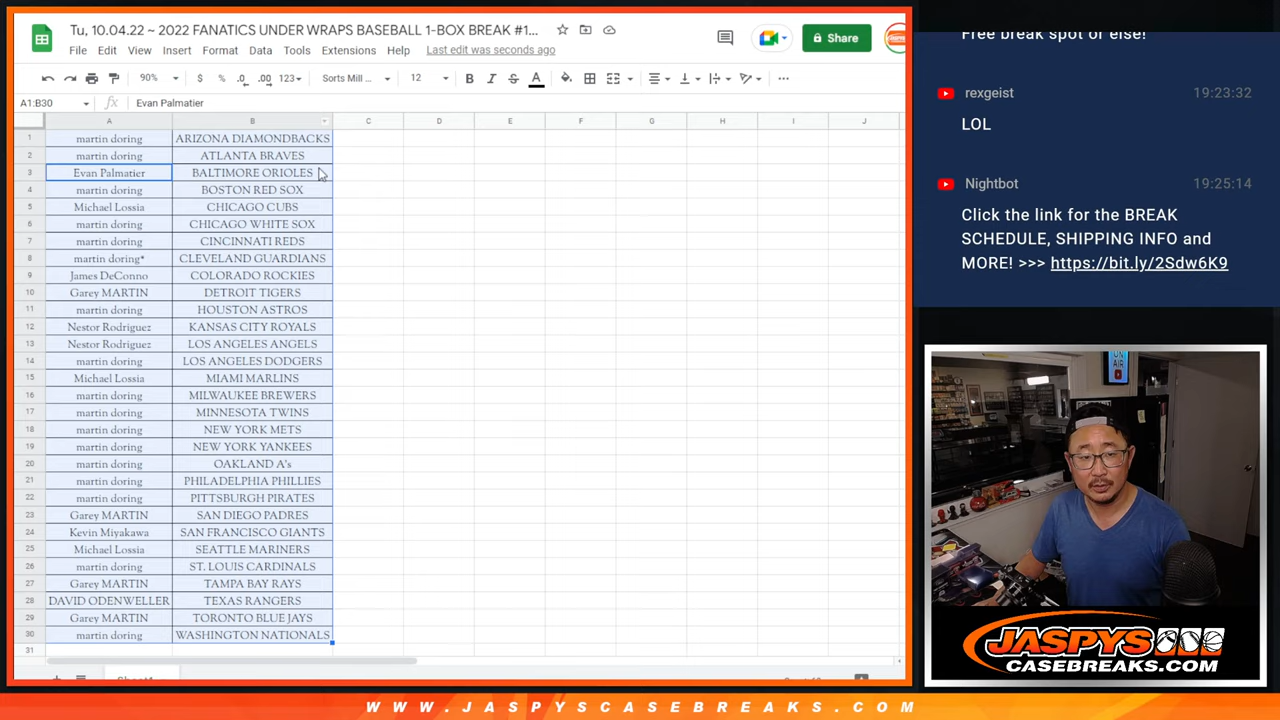 Tu, 10.04.22 ~ 2022 FANATICS UNDER WRAPS BASEBALL 1-BOX BREAK #1...
File Edit View Insert Format Data Tools Extensions Help Last edit was seconds ago
Share
90% $ % .0 .00 123 Sorts Mill ... 12 B I S A
A1:B30 fx Evan Palmatier
A B C D E F G H I J
1 martin doring ARIZONA DIAMONDBACKS
2 martin doring ATLANTA BRAVES
3 Evan Palmatier BALTIMORE ORIOLES
4 martin doring BOSTON RED SOX
5 Michael Lossia CHICAGO CUBS
6 martin doring CHICAGO WHITE SOX
7 martin doring CINCINNATI REDS
8 martin doring* CLEVELAND GUARDIANS
9 James DeConno COLORADO ROCKIES
10 Garey MARTIN DETROIT TIGERS
11 martin doring HOUSTON ASTROS
12 Nestor Rodriguez KANSAS CITY ROYALS
13 Nestor Rodriguez LOS ANGELES ANGELS
14 martin doring LOS ANGELES DODGERS
15 Michael Lossia MIAMI MARLINS
16 martin doring MILWAUKEE BREWERS
17 martin doring MINNESOTA TWINS
18 martin doring NEW YORK METS
19 martin doring NEW YORK YANKEES
20 martin doring OAKLAND A's
21 martin doring PHILADELPHIA PHILLIES
22 martin doring PITTSBURGH PIRATES
23 Garey MARTIN SAN DIEGO PADRES
24 Kevin Miyakawa SAN FRANCISCO GIANTS
25 Michael Lossia SEATTLE MARINERS
26 martin doring ST. LOUIS CARDINALS
27 Garey MARTIN TAMPA BAY RAYS
28 DAVID ODENWELLER TEXAS RANGERS
29 Garey MARTIN TORONTO BLUE JAYS
30 martin doring WASHINGTON NATIONALS
31
Free break spot or else!
rexgeist 19:23:32
LOL
Nightbot 19:25:14
Click the link for the BREAK
SCHEDULE, SHIPPING INFO and
MORE! >>> https://bit.ly/2Sdw6K9
ON
AIR
JASPYS
CASEBREAKS.COM
WWW.JASPYSCASEBREAKS.COM